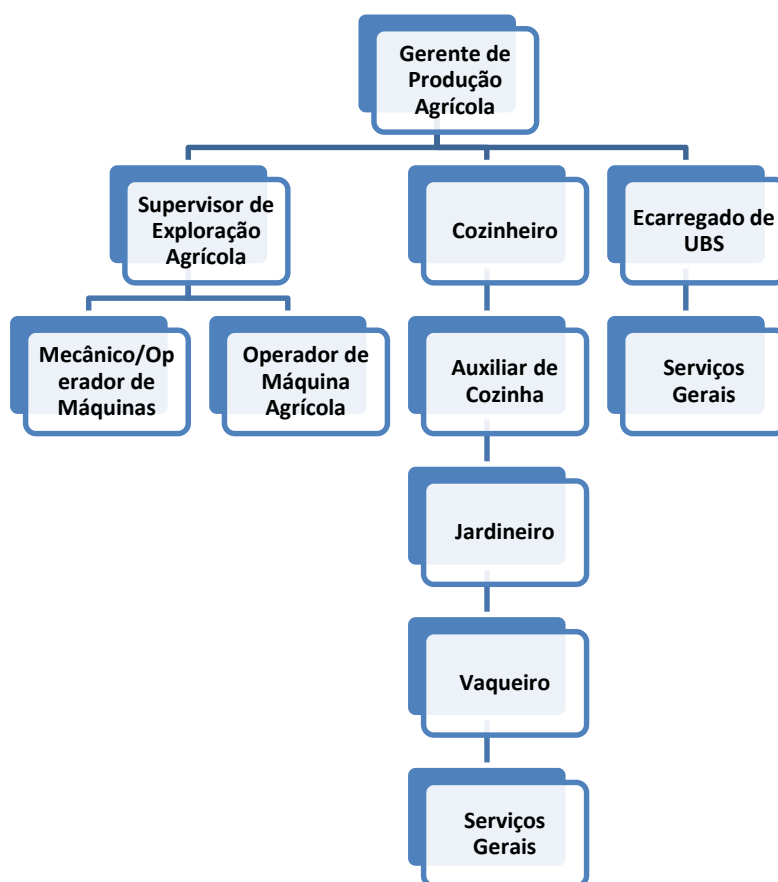 Gerente de
Produção
Agrícola
Supervisor de
Exploração
Agrícola
Cozinheiro
Ecarregado de
UBS
Mecânico/Op
erador de
Máquinas
Operador de
Máquina
Agrícola
Auxiliar de
Cozinha
Serviços
Gerais
Jardineiro
Vaqueiro
Serviços
Gerais